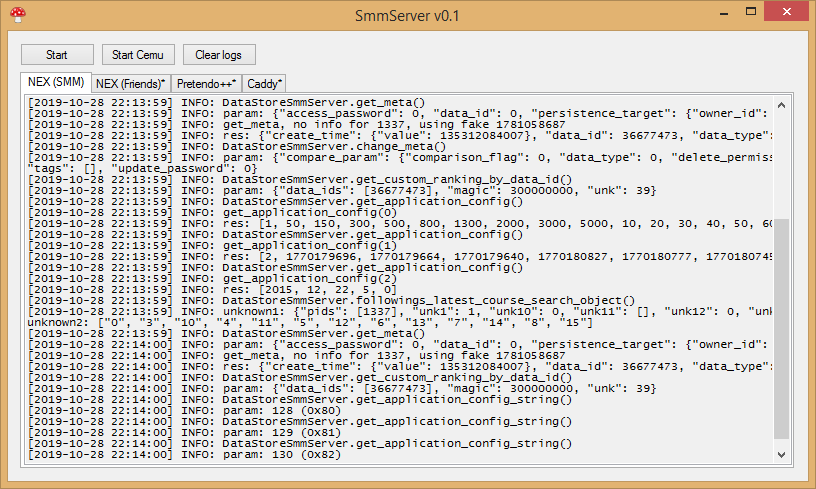 SmmServer v0.1
Start
Start Cemu
Clear logs
NEX (SMM)
NEX (Friends)*
Pretendo++*
Caddy*
[2019-10-28 22:13:59] INFO: DataStoreSmmServer.get_meta()
[2019-10-28 22:13:59] INFO: param: {"access_password": 0, "data_id": 0, "persistence_target": {"owner_id":
[2019-10-28 22:13:59] INFO: get_meta, no info for 1337, using fake 1781058687
[2019-10-28 22:13:59] INFO: res: {"create_time": {"value": 135312084007}, "data_id": 36677473, "data_type":
[2019-10-28 22:13:59] INFO: DataStoreSmmServer.change_meta()
[2019-10-28 22:13:59] INFO: param: {"compare_param": {"comparison_flag": 0, "data_type": 0, "delete_permiss
"tags": [], "update_password": 0}
[2019-10-28 22:13:59] INFO: DataStoreSmmServer.get_custom_ranking_by_data_id()
[2019-10-28 22:13:59] INFO: param: {"data_ids": [36677473], "magic": 300000000, "unk": 39}
[2019-10-28 22:13:59] INFO: DataStoreSmmServer.get_application_config()
[2019-10-28 22:13:59] INFO: get_application_config(0)
[2019-10-28 22:13:59] INFO: res: [1, 50, 150, 300, 500, 800, 1300, 2000, 3000, 5000, 10, 20, 30, 40, 50, 60
[2019-10-28 22:13:59] INFO: DataStoreSmmServer.get_application_config()
[2019-10-28 22:13:59] INFO: get_application_config(1)
[2019-10-28 22:13:59] INFO: res: [2, 1770179696, 1770179664, 1770179640, 1770180827, 1770180777, 1770180745
[2019-10-28 22:13:59] INFO: DataStoreSmmServer.get_application_config()
[2019-10-28 22:13:59] INFO: get_application_config(2)
[2019-10-28 22:13:59] INFO: res: [2015, 12, 22, 5, 0]
[2019-10-28 22:13:59] INFO: DataStoreSmmServer.followings_latest_course_search_object()
[2019-10-28 22:13:59] INFO: unknown1: {"pids": [1337], "unk1": 1, "unk10": 0, "unk11": [], "unk12": 0, "unk
unknown2: ["0", "3", "10", "4", "11", "5", "12", "6", "13", "7", "14", "8", "15"]
[2019-10-28 22:13:59] INFO: DataStoreSmmServer.get_meta()
[2019-10-28 22:14:00] INFO: param: {"access_password": 0, "data_id": 0, "persistence_target": {"owner_id":
[2019-10-28 22:14:00] INFO: get_meta, no info for 1337, using fake 1781058687
[2019-10-28 22:14:00] INFO: res: {"create_time": {"value": 135312084007}, "data_id": 36677473, "data_type":
[2019-10-28 22:14:00] INFO: DataStoreSmmServer.get_custom_ranking_by_data_id()
[2019-10-28 22:14:00] INFO: param: {"data_ids": [36677473], "magic": 300000000, "unk": 39}
[2019-10-28 22:14:00] INFO: DataStoreSmmServer.get_application_config_string()
[2019-10-28 22:14:00] INFO: param: 128 (0x80)
[2019-10-28 22:14:00] INFO: DataStoreSmmServer.get_application_config_string()
[2019-10-28 22:14:00] INFO: param: 129 (0x81)
[2019-10-28 22:14:00] INFO: DataStoreSmmServer.get_application_config_string()
[2019-10-28 22:14:00] INFO: param: 130 (0x82)